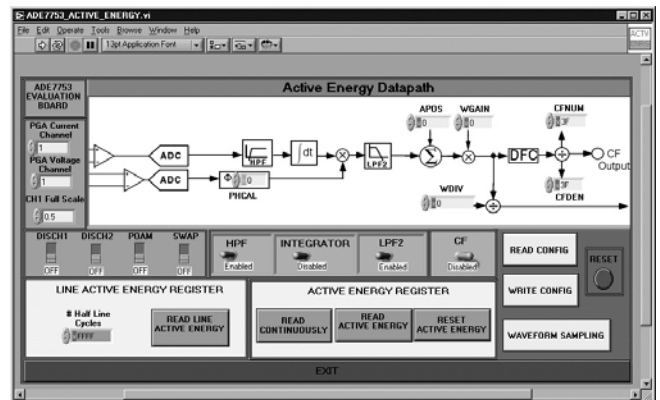 ADE7753_ACTIVE_ENERGY.vi
File Edit Operate Tools Browse Window Help
13pt Application Font
ACTV
ADE7753
EVALUATION
BOARD
Active Energy Datapath
PGA Current
Channel
1
PGA Voltage
Channel
1
CH1 Full Scale
0.5
APOS
0
WGAIN
0
CFNUM
3F
ADC
HPF
∫dt
LPF2
Σ
DFC
CF
Output
ADC
Φ
0
PHCAL
WDIV
0
3F
CFDEN
DISCH1 DISCH2 POAM SWAP
OFF OFF OFF OFF
HPF INTEGRATOR LPF2 CF
Enabled Disabled Enabled Disabled
READ CONFIG
RESET
WRITE CONFIG
WAVEFORM SAMPLING
LINE ACTIVE ENERGY REGISTER
# Half Line
Cycles
FFFF
READ LINE
ACTIVE ENERGY
ACTIVE ENERGY REGISTER
READ
CONTINUOUSLY
READ
ACTIVE ENERGY
RESET
ACTIVE ENERGY
EXIT